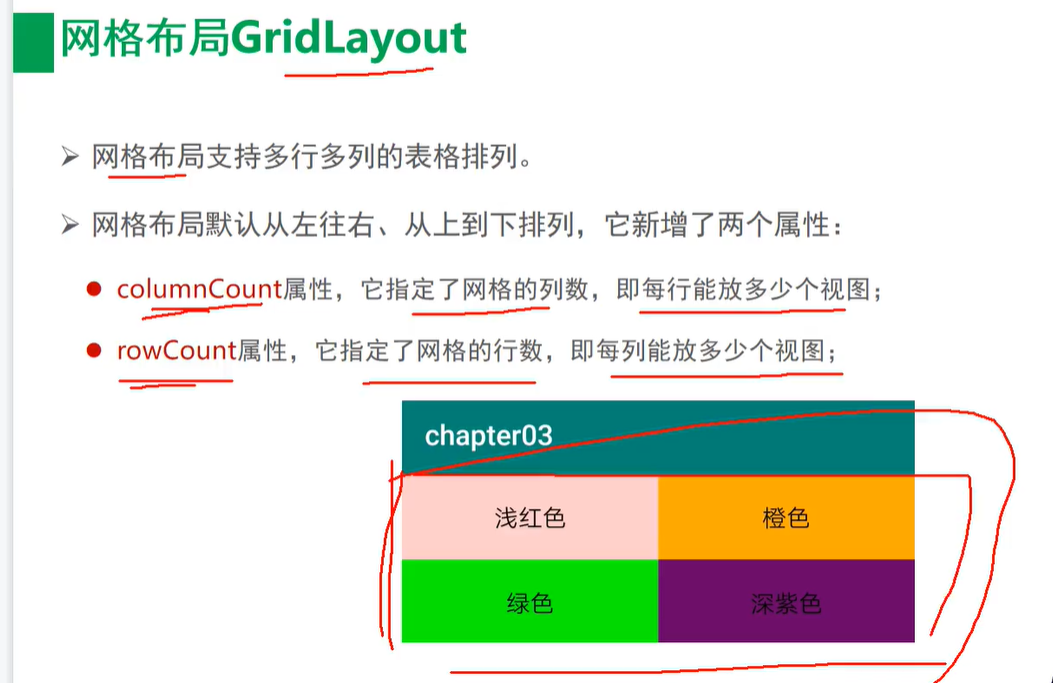 网格布局GridLayout
网格布局支持多行多列的表格排列。
网格布局默认从左往右、从上到下排列，它新增了两个属性：
columnCount属性，它指定了网格的列数，即每行能放多少个视图；
rowCount属性，它指定了网格的行数，即每列能放多少个视图；
chapter03
浅红色 橙色
绿色 深紫色